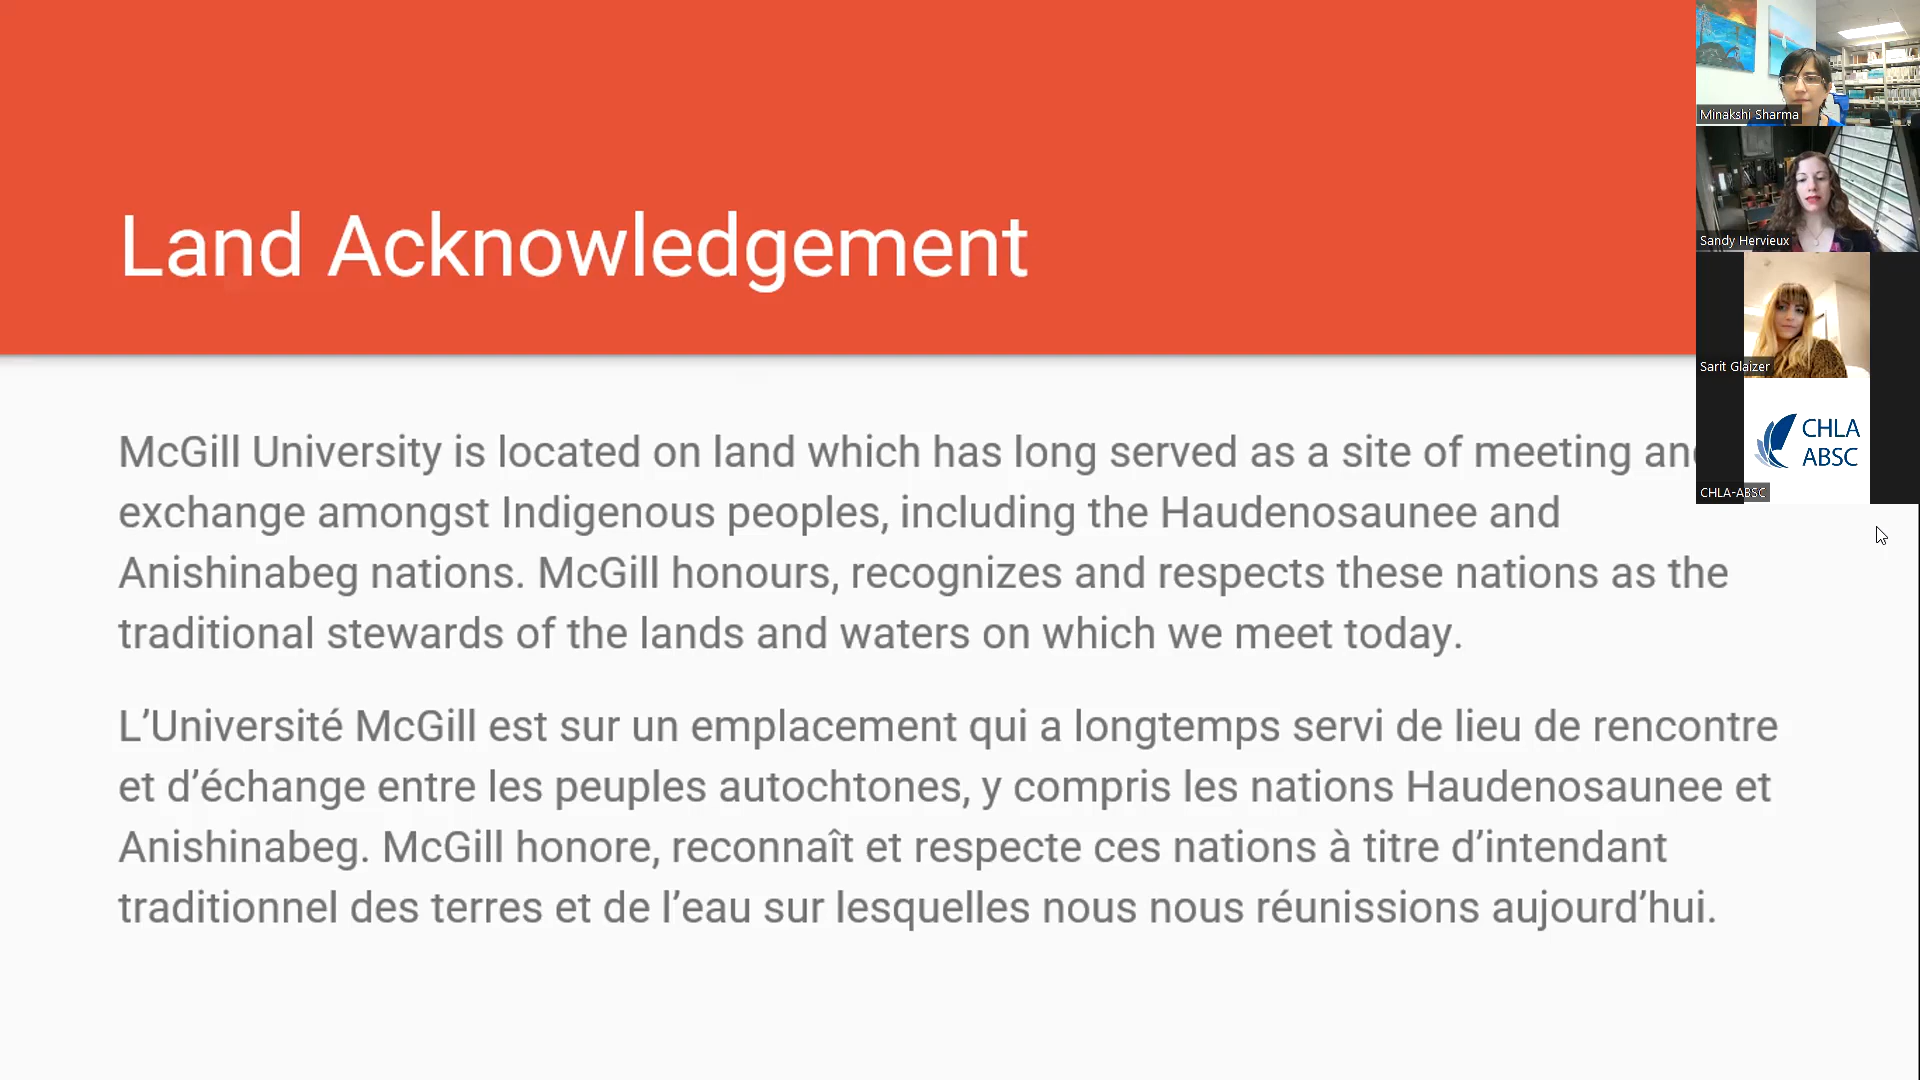 Land Acknowledgement
McGill University is located on land which has long served as a site of meeting and
exchange amongst Indigenous peoples, including the Haudenosaunee and
Anishinabeg nations. McGill honours, recognizes and respects these nations as the
traditional stewards of the lands and waters on which we meet today.
L’Université McGill est sur un emplacement qui a longtemps servi de lieu de rencontre
et d’échange entre les peuples autochtones, y compris les nations Haudenosaunee et
Anishinabeg. McGill honore, reconnaît et respecte ces nations à titre d’intendant
traditionnel des terres et de l’eau sur lesquelles nous nous réunissions aujourd’hui.
Minakshi Sharma
Sandy Hervieux
Sarit Glaizer
CHLA
ABSC
CHLA-ABSC